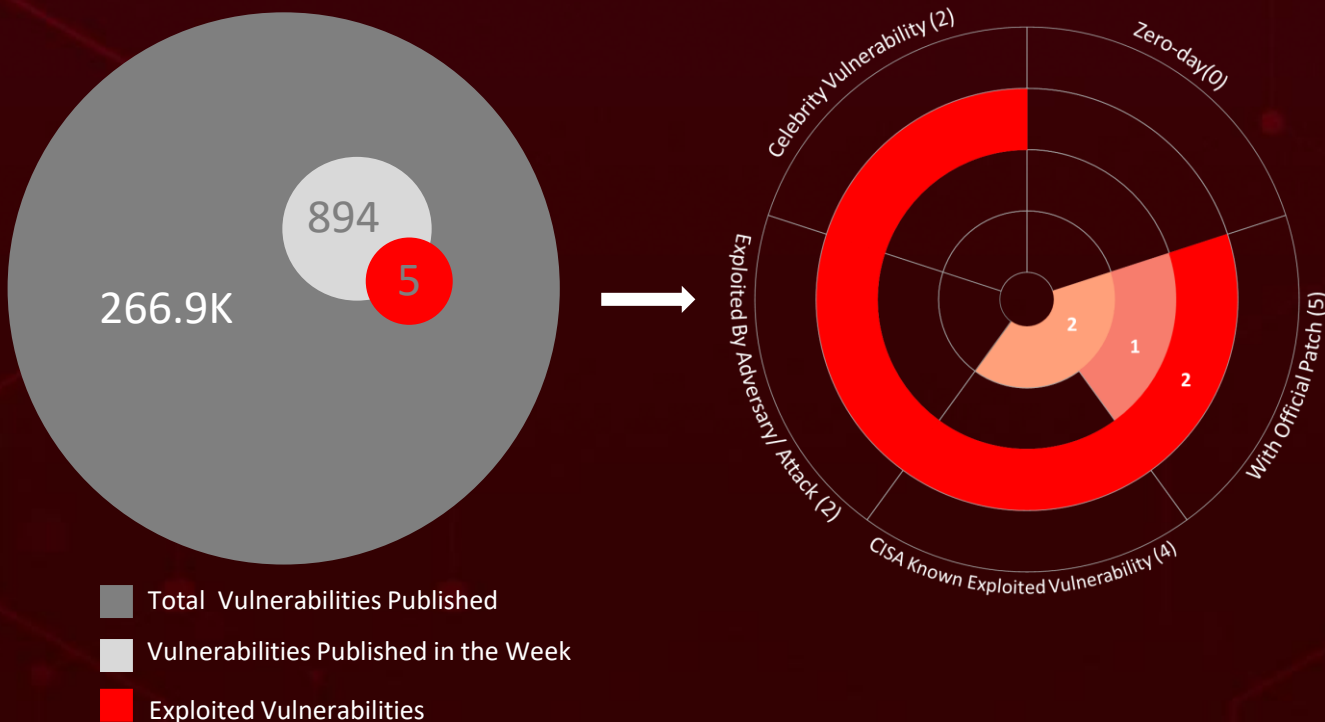 266.9K
894
5
Total Vulnerabilities Published
Vulnerabilities Published in the Week
Exploited Vulnerabilities
Celebrity Vulnerability (2)
Zero-day(0)
With Official Patch (5)
CISA Known Exploited Vulnerability (4)
Exploited By Adversary/ Attack (2)
2
1
2